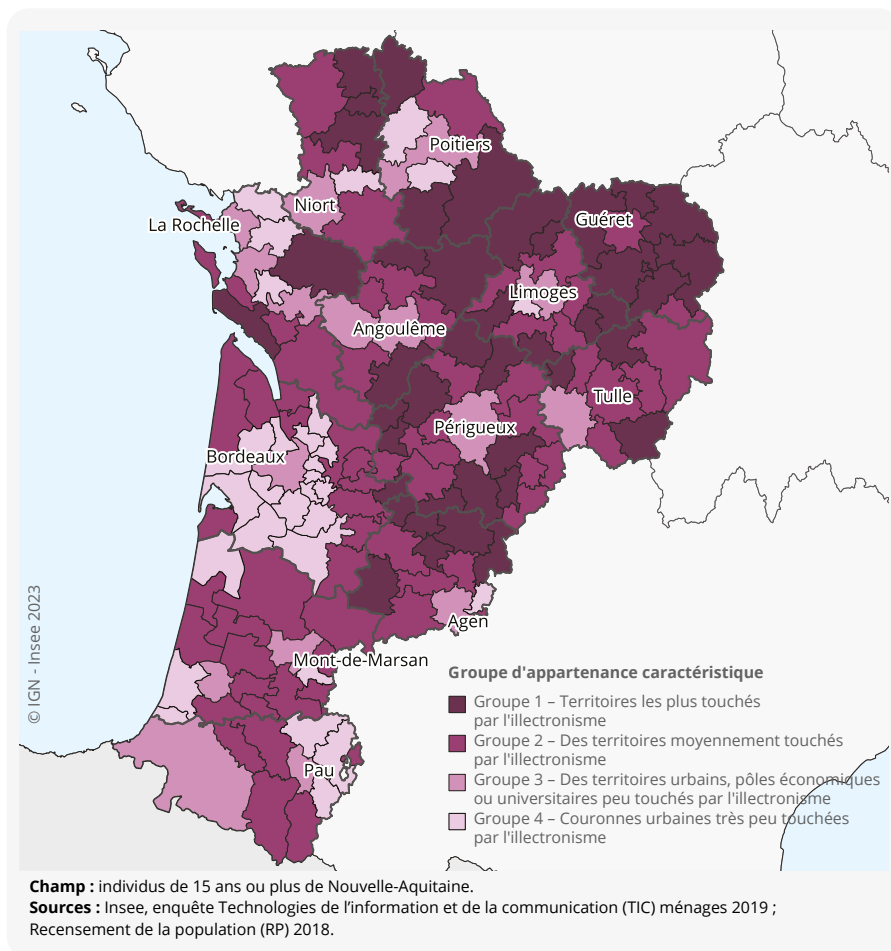 Poitiers
Niort
La Rochelle
Guéret
Limoges
Angoulême
Tulle
Périgueux
Bordeaux
Agen
Mont-de-Marsan
Pau
© IGN - Insee 2023
Groupe d'appartenance caractéristique
Groupe 1 – Territoires les plus touchés
par l'illectronisme
Groupe 2 – Des territoires moyennement touchés
par l'illectronisme
Groupe 3 – Des territoires urbains, pôles économiques
ou universitaires peu touchés par l'illectronisme
Groupe 4 – Couronnes urbaines très peu touchées
par l'illectronisme
Champ : individus de 15 ans ou plus de Nouvelle-Aquitaine.
Sources : Insee, enquête Technologies de l'information et de la communication (TIC) ménages 2019 ;
Recensement de la population (RP) 2018.